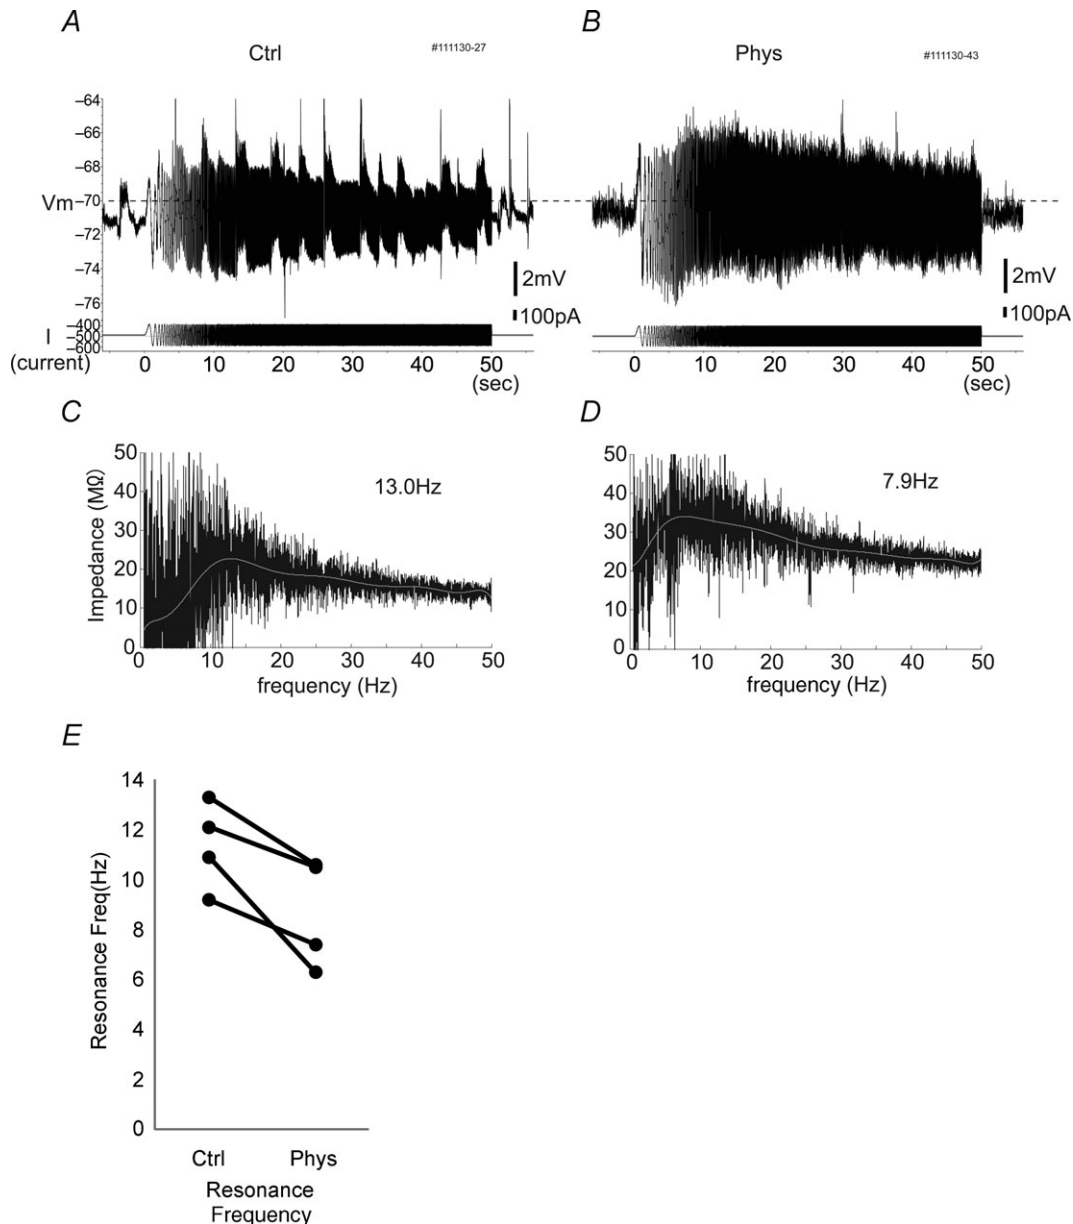 A
B
Ctrl
#111130-27
Phys
#111130-43
−64
−66
−68
Vm −70
−72
−74
−76
2mV
2mV
100pA
100pA
I
−400
−500
−600
(current)
0 10 20 30 40 50
(sec)
0 10 20 30 40 50
(sec)
C
D
50
40
30
20
10
0
Impedance (MΩ)
13.0Hz
0 10 20 30 40 50
frequency (Hz)
50
40
30
20
10
0
7.9Hz
0 10 20 30 40 50
frequency (Hz)
E
14
12
10
8
6
4
2
0
Resonance Freq(Hz)
Ctrl Phys
Resonance
Frequency